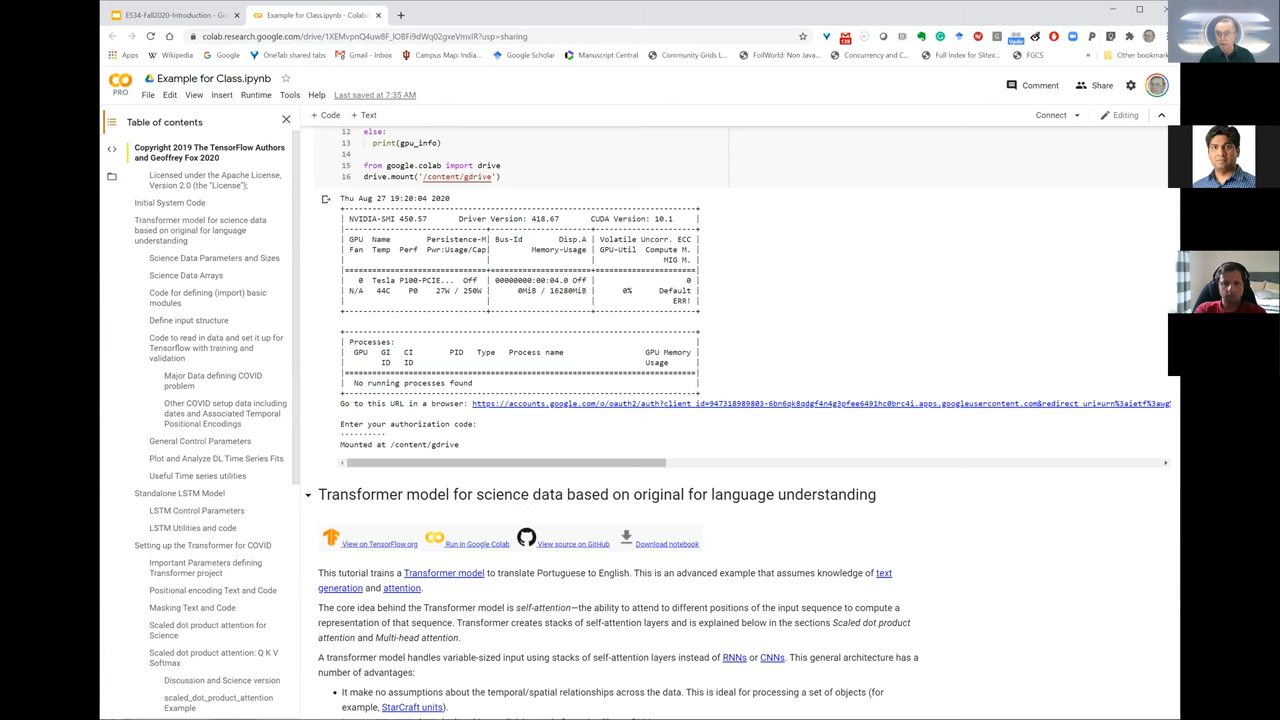 E534-Fall2020-Introduction - Go
Example for Class.ipynb - Colab
colab.research.google.com/drive/1XEMvpnQ4uw8F_lOBFi9dWq02gxeVmxIR?usp=sharing
Apps Wikipedia Google OneTab shared tabs Gmail Campus Map: India... Google Scholar Manuscript Central Community Grids L... FoilWorld: Non Java... Concurrency and C... Full Index for Slides... FGCS » Other bookmark
PRO
Example for Class.ipynb
File Edit View Insert Runtime Tools Help Last saved at 7:35 AM
Comment Share
+ Code + Text
Connect Editing
Table of contents
Copyright 2019 The TensorFlow Authors and Geoffrey Fox 2020
Licensed under the Apache License, Version 2.0 (the "License");
Initial System Code
Transformer model for science data based on original for language understanding
Science Data Parameters and Sizes
Science Data Arrays
Code for defining (import) basic modules
Define input structure
Code to read in data and set it up for Tensorflow with training and validation
Major Data defining COVID problem
Other COVID setup data including dates and Associated Temporal Positional Encodings
General Control Parameters
Plot and Analyze DL Time Series Fits
Useful Time series utilities
Standalone LSTM Model
LSTM Control Parameters
LSTM Utilities and code
Setting up the Transformer for COVID
Important Parameters defining Transformer project
Positional encoding Text and Code
Masking Text and Code
Scaled dot product attention for Science
Scaled dot product attention: Q K V Softmax
Discussion and Science version
scaled_dot_product_attention Example
12 else:
13 print(gpu_info)
14
15 from google.colab import drive
16 drive.mount('/content/gdrive')
Thu Aug 27 19:20:04 2020
NVIDIA-SMI 450.57 Driver Version: 418.67 CUDA Version: 10.1
GPU Name Persistence-M| Bus-Id Disp.A | Volatile Uncorr. ECC
Fan Temp Perf Pwr:Usage/Cap| Memory-Usage | GPU-Util Compute M.
MIG M.
0 Tesla P100-PCIE... Off | 00000000:00:04.0 Off | 0
N/A 44C P0 27W / 250W | 0MiB / 16280MiB | 0% Default
ERR!
Processes:
GPU GI CI PID Type Process name GPU Memory
ID ID Usage
No running processes found
Go to this URL in a browser: https://accounts.google.com/o/oauth2/auth?client_id=947318989803-6bn6qk8qdgf4n4g3pfee6491hc0brc4i.apps.googleusercontent.com&redirect_uri=urn%3aietf%3awg%
Enter your authorization code:
··········
Mounted at /content/gdrive
Transformer model for science data based on original for language understanding
View on TensorFlow.org Run in Google Colab View source on GitHub Download notebook
This tutorial trains a Transformer model to translate Portuguese to English. This is an advanced example that assumes knowledge of text
generation and attention.
The core idea behind the Transformer model is self-attention—the ability to attend to different positions of the input sequence to compute a
representation of that sequence. Transformer creates stacks of self-attention layers and is explained below in the sections Scaled dot product
attention and Multi-head attention.
A transformer model handles variable-sized input using stacks of self-attention layers instead of RNNs or CNNs. This general architecture has a
number of advantages:
• It make no assumptions about the temporal/spatial relationships across the data. This is ideal for processing a set of objects (for
example, StarCraft units).